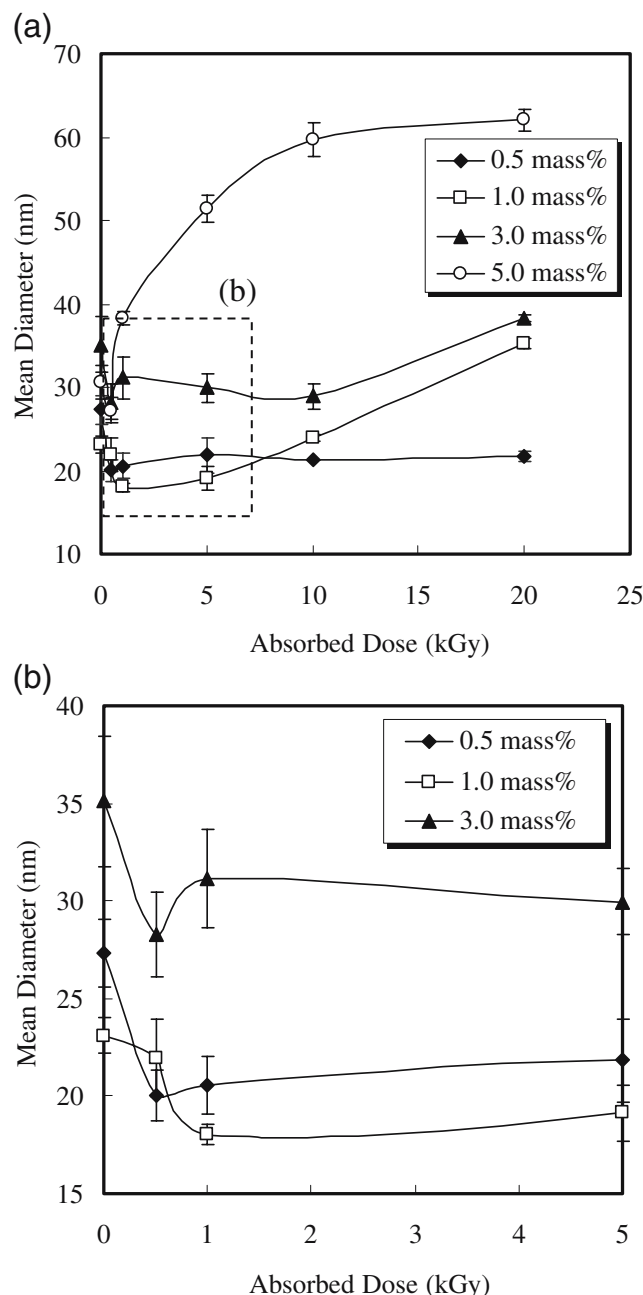 (a)
70
60
50
40
30
20
10
Mean Diameter (nm)
0.5 mass%
1.0 mass%
3.0 mass%
5.0 mass%
(b)
0 5 10 15 20 25
Absorbed Dose (kGy)
(b)
40
35
30
25
20
15
Mean Diameter (nm)
0.5 mass%
1.0 mass%
3.0 mass%
0 1 2 3 4 5
Absorbed Dose (kGy)